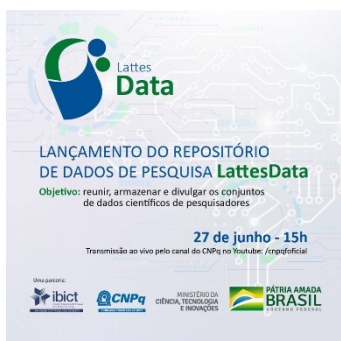 Lattes
Data
LANÇAMENTO DO REPOSITÓRIO
DE DADOS DE PESQUISA LattesData
Objetivo: reunir, armazenar e divulgar os conjuntos
de dados científicos de pesquisadores
27 de junho - 15h
Transmissão ao vivo pelo canal do CNPq no Youtube: /cnpqoficial
Uma parceria:
ibict
CNPq
MINISTÉRIO DA
CIÊNCIA, TECNOLOGIA
E INOVAÇÕES
PÁTRIA AMADA
BRASIL
GOVERNO FEDERAL